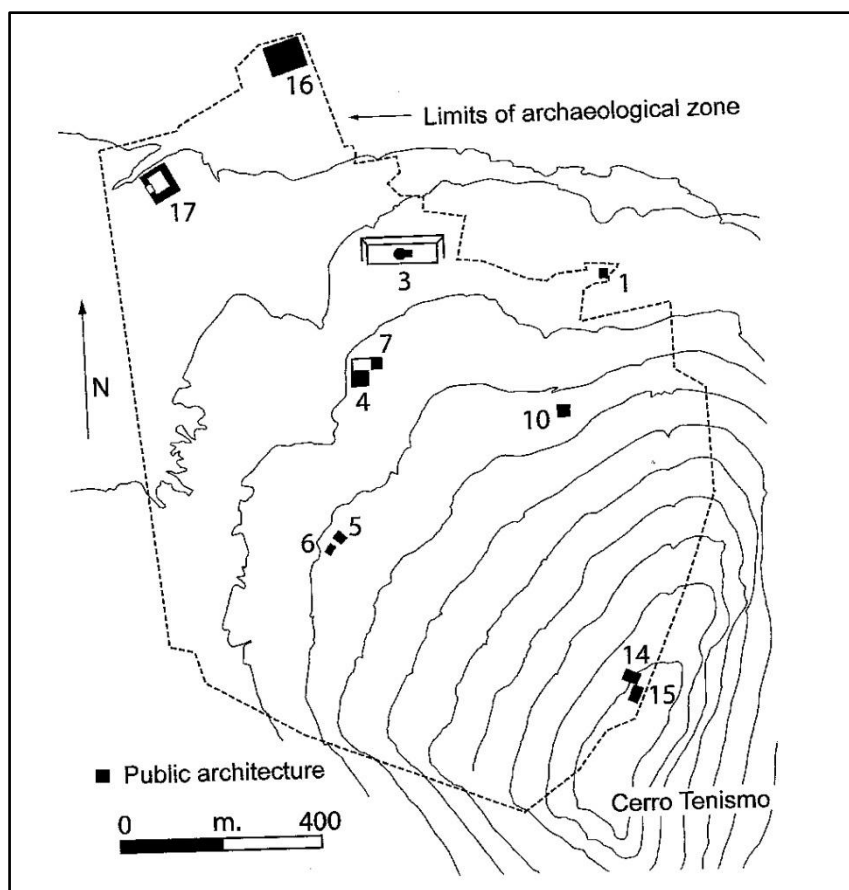 16
Limits of archaeological zone
17
3
1
7
N
4
10
5
6
14
15
Public architecture
0 m. 400
Cerro Tenismo